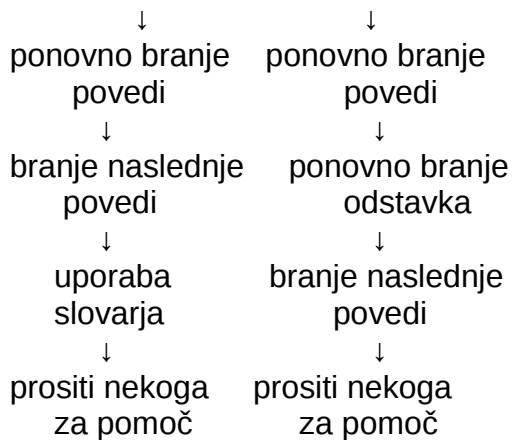 ↓ ↓
ponovno branje ponovno branje
povedi povedi
↓ ↓
branje naslednje ponovno branje
povedi odstavka
↓ ↓
uporaba branje naslednje
slovarja povedi
↓ ↓
prositi nekoga prositi nekoga
za pomoč za pomoč